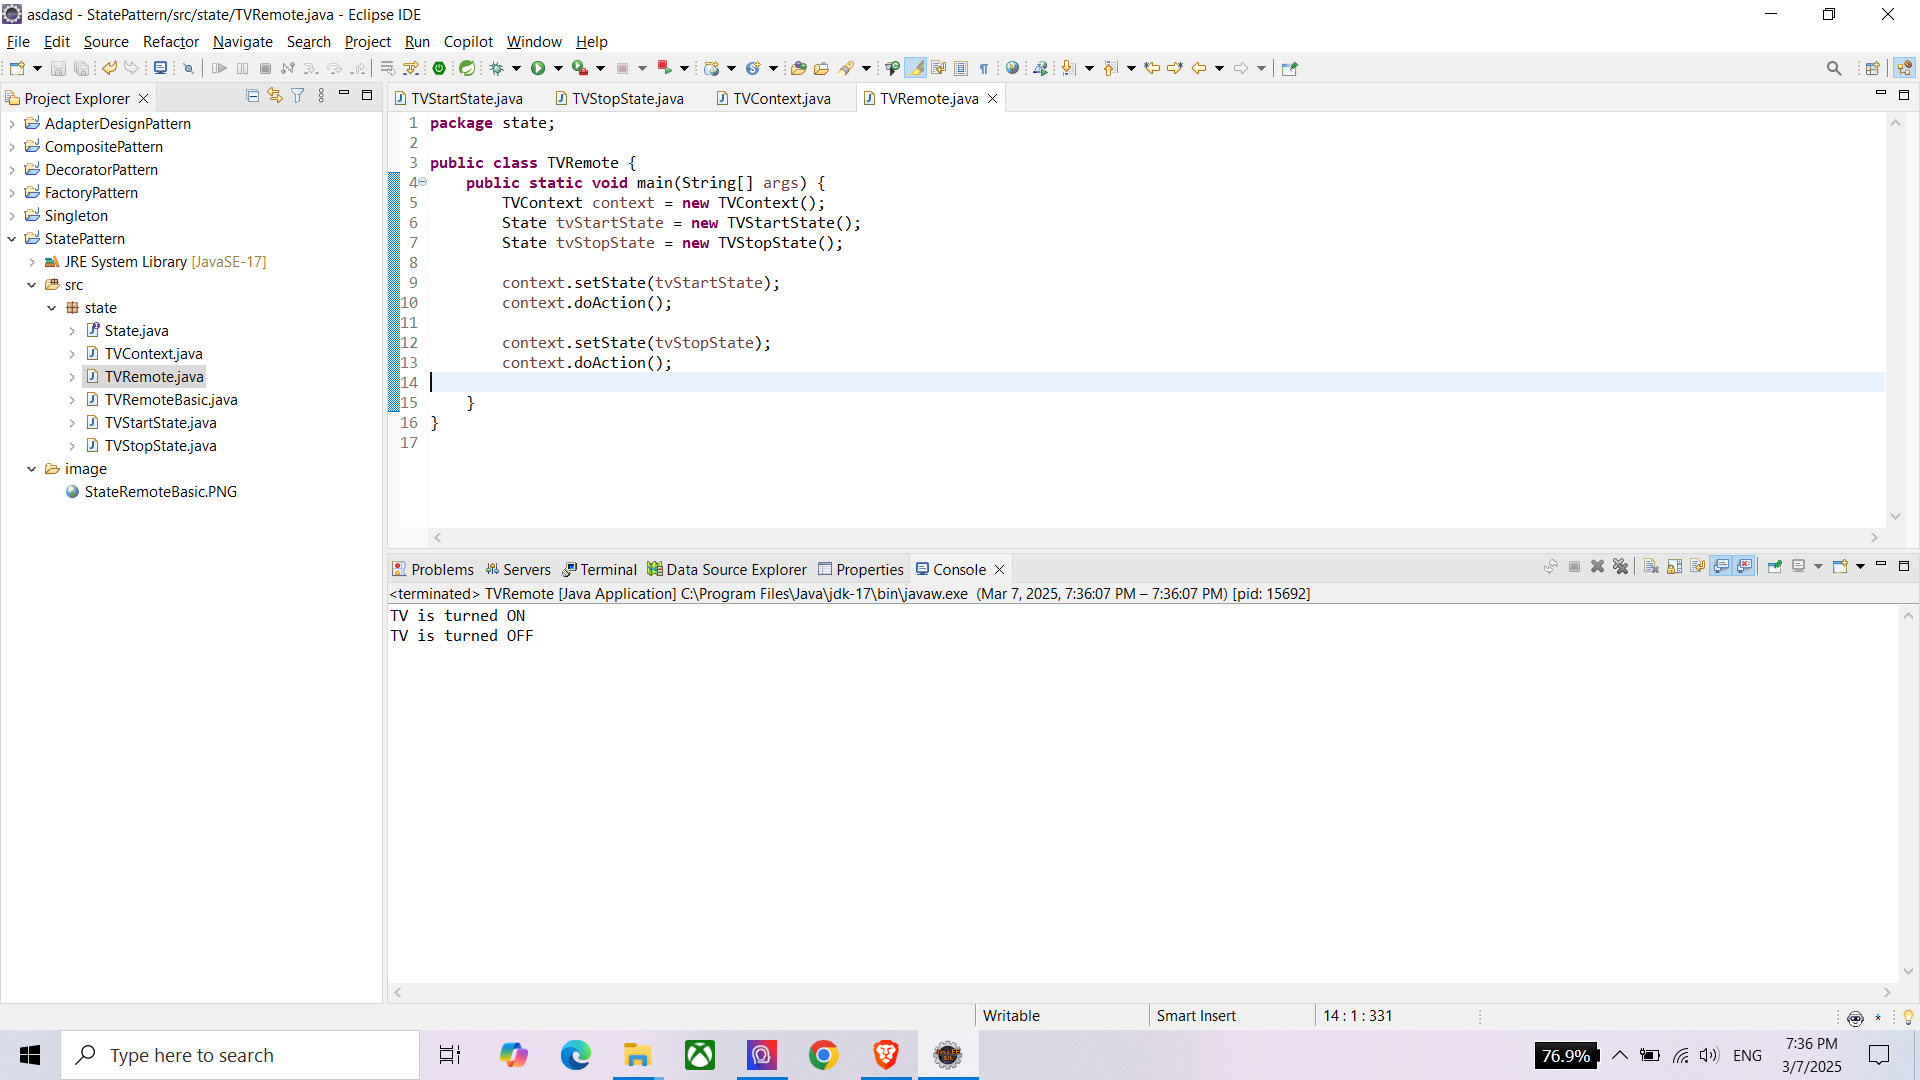 asdasd - StatePattern/src/state/TVRemote.java - Eclipse IDE
File Edit Source Refactor Navigate Search Project Run Copilot Window Help
Project Explorer
AdapterDesignPattern
CompositePattern
DecoratorPattern
FactoryPattern
Singleton
StatePattern
JRE System Library [JavaSE-17]
src
state
State.java
TVContext.java
TVRemote.java
TVRemoteBasic.java
TVStartState.java
TVStopState.java
image
StateRemoteBasic.PNG
TVStartState.java TVStopState.java TVContext.java TVRemote.java
1 package state;
2
3 public class TVRemote {
4     public static void main(String[] args) {
5         TVContext context = new TVContext();
6         State tvStartState = new TVStartState();
7         State tvStopState = new TVStopState();
8
9         context.setState(tvStartState);
10         context.doAction();
11
12         context.setState(tvStopState);
13         context.doAction();
14
15     }
16 }
17
Problems Servers Terminal Data Source Explorer Properties Console
<terminated> TVRemote [Java Application] C:\Program Files\Java\jdk-17\bin\javaw.exe (Mar 7, 2025, 7:36:07 PM – 7:36:07 PM) [pid: 15692]
TV is turned ON
TV is turned OFF
Writable Smart Insert 14 : 1 : 331
Type here to search
76.9% ENG 7:36 PM
3/7/2025